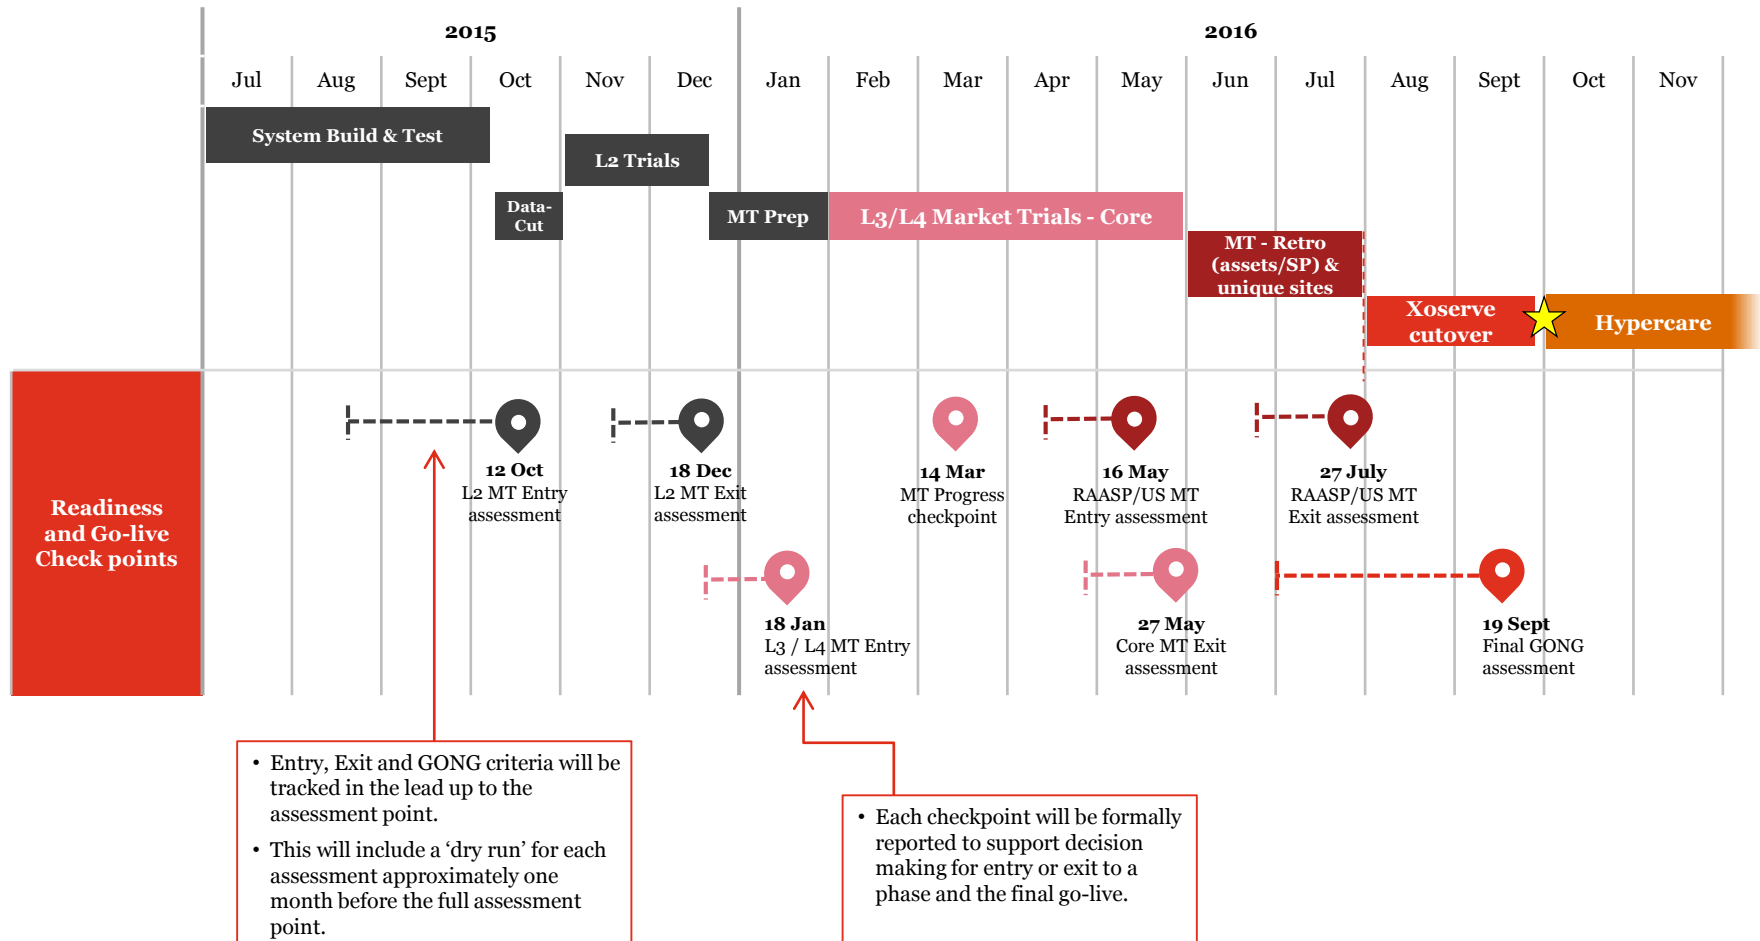 2015
2016
Jul
Aug
Sept
Oct
Nov
Dec
Jan
Feb
Mar
Apr
May
Jun
Jul
Aug
Sept
Oct
Nov
System Build & Test
L2 Trials
Data-
Cut
MT Prep
L3/L4 Market Trials - Core
MT - Retro
(assets/SP) &
unique sites
Xoserve
cutover
Hypercare
Readiness
and Go-live
Check points
12 Oct
L2 MT Entry
assessment
18 Dec
L2 MT Exit
assessment
14 Mar
MT Progress
checkpoint
16 May
RAASP/US MT
Entry assessment
27 July
RAASP/US MT
Exit assessment
18 Jan
L3 / L4 MT Entry
assessment
27 May
Core MT Exit
assessment
19 Sept
Final GONG
assessment
• Entry, Exit and GONG criteria will be
tracked in the lead up to the
assessment point.
• This will include a ‘dry run’ for each
assessment approximately one
month before the full assessment
point.
• Each checkpoint will be formally
reported to support decision
making for entry or exit to a
phase and the final go-live.